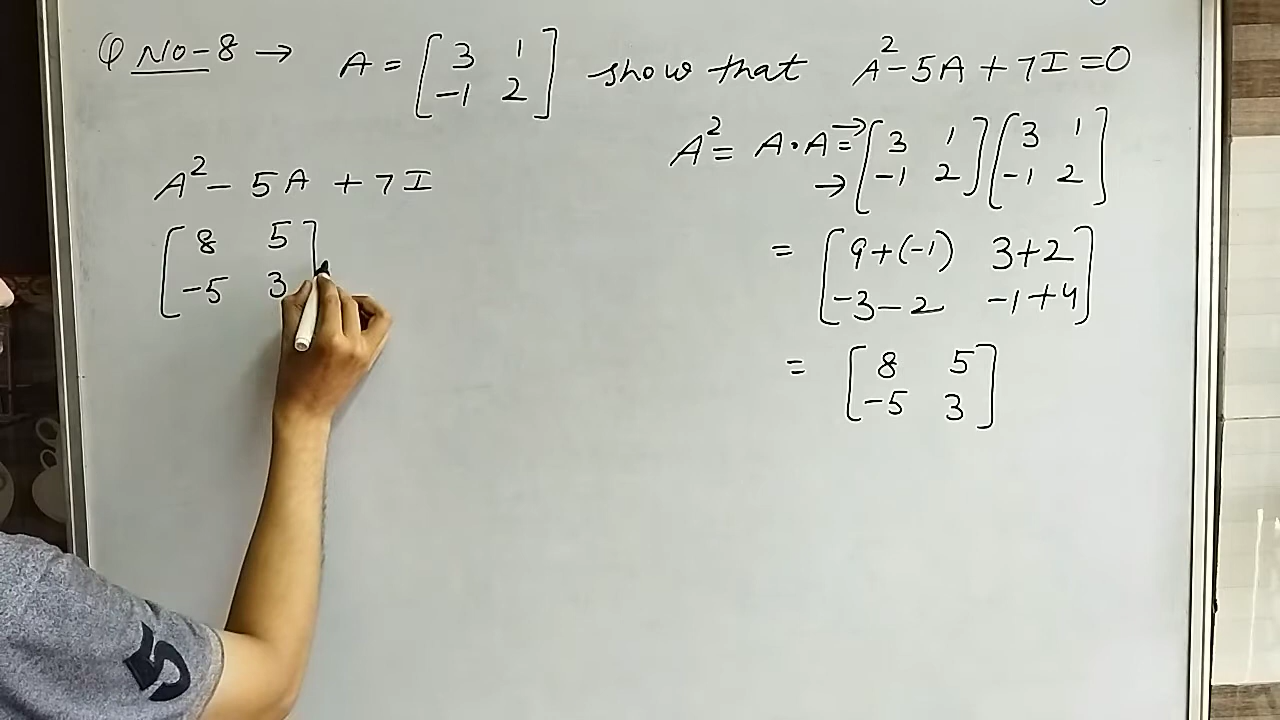 Q No-8 → A = [3 1; -1 2] show that A²-5A+7I=0
A² = A·A = [3 1; -1 2] [3 1; -1 2]
A² - 5A + 7I
= [9+(-1) 3+2; -3-2 -1+4]
[8 5; -5 3]
= [8 5; -5 3]
5